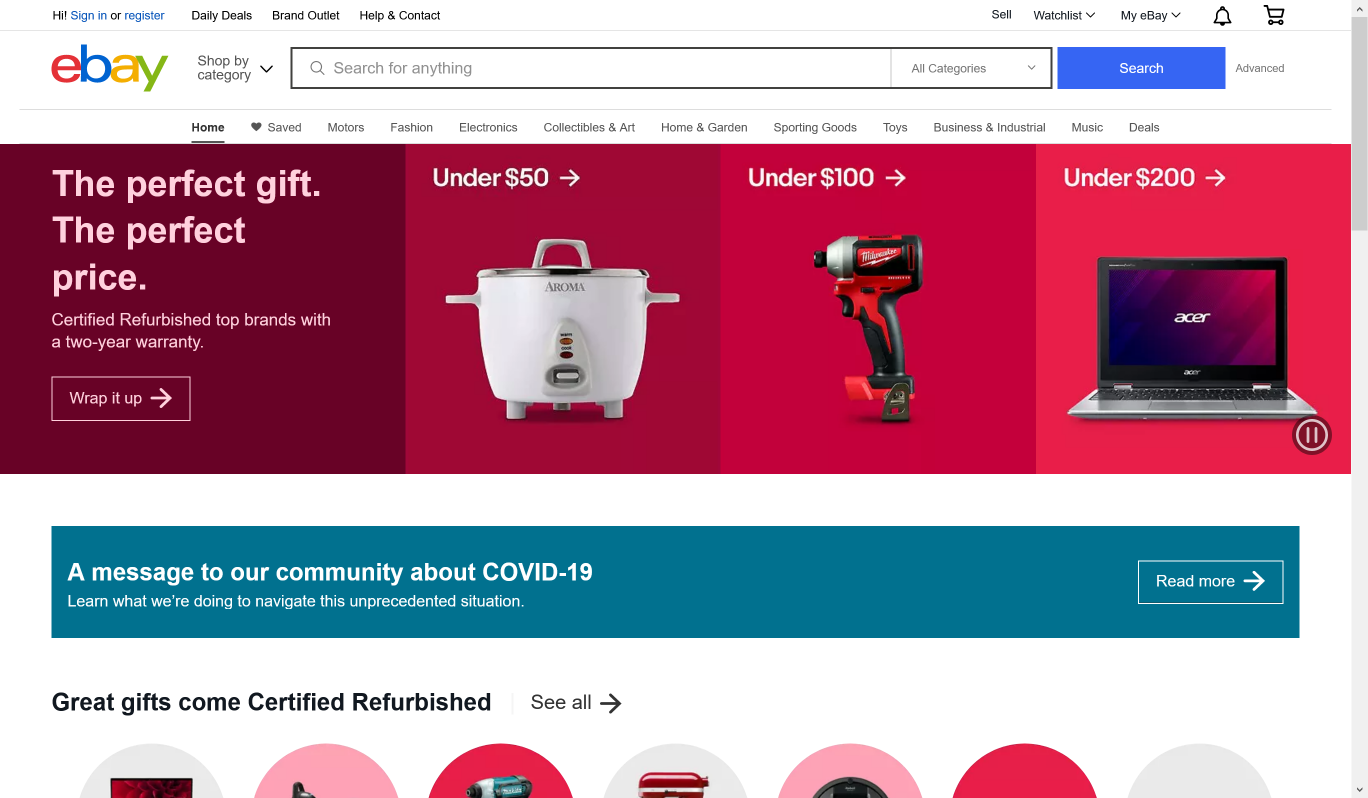 Hi! Sign in or register Daily Deals Brand Outlet Help & Contact Sell Watchlist My eBay
ebay
Shop by
category
Search for anything
All Categories
Search
Advanced
Home Saved Motors Fashion Electronics Collectibles & Art Home & Garden Sporting Goods Toys Business & Industrial Music Deals
The perfect gift.
The perfect
price.
Certified Refurbished top brands with
a two-year warranty.
Wrap it up
Under $50
AROMA
warm
cook
Under $100
Milwaukee
Under $200
acer
acer
A message to our community about COVID-19
Learn what we’re doing to navigate this unprecedented situation.
Read more
Great gifts come Certified Refurbished
See all